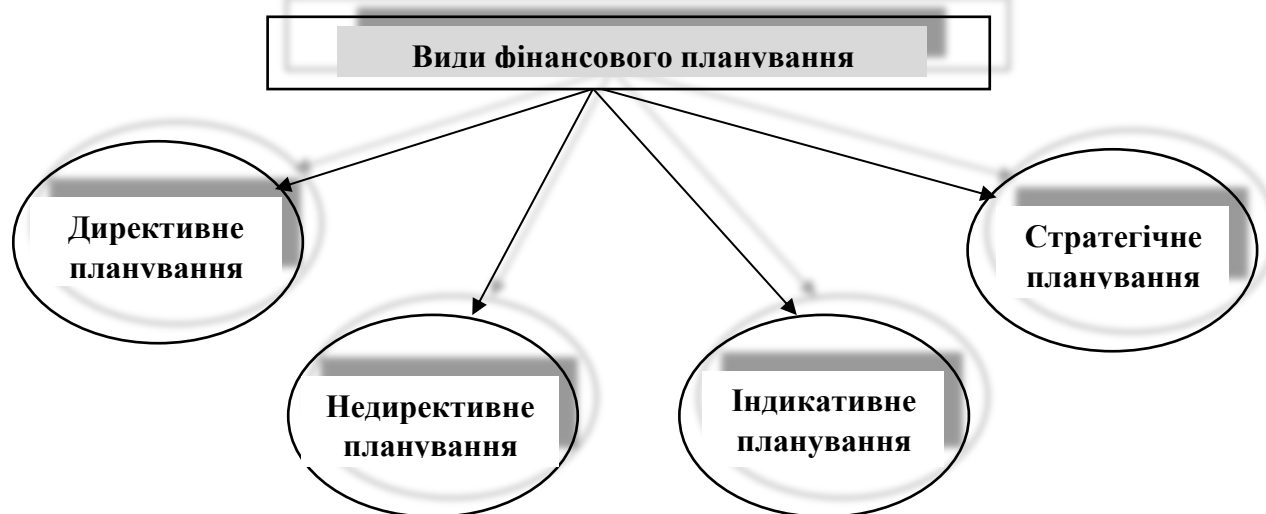 Види фінансового планування
Директивне
планування
Стратегічне
планування
Недирективне
планування
Індикативне
планування